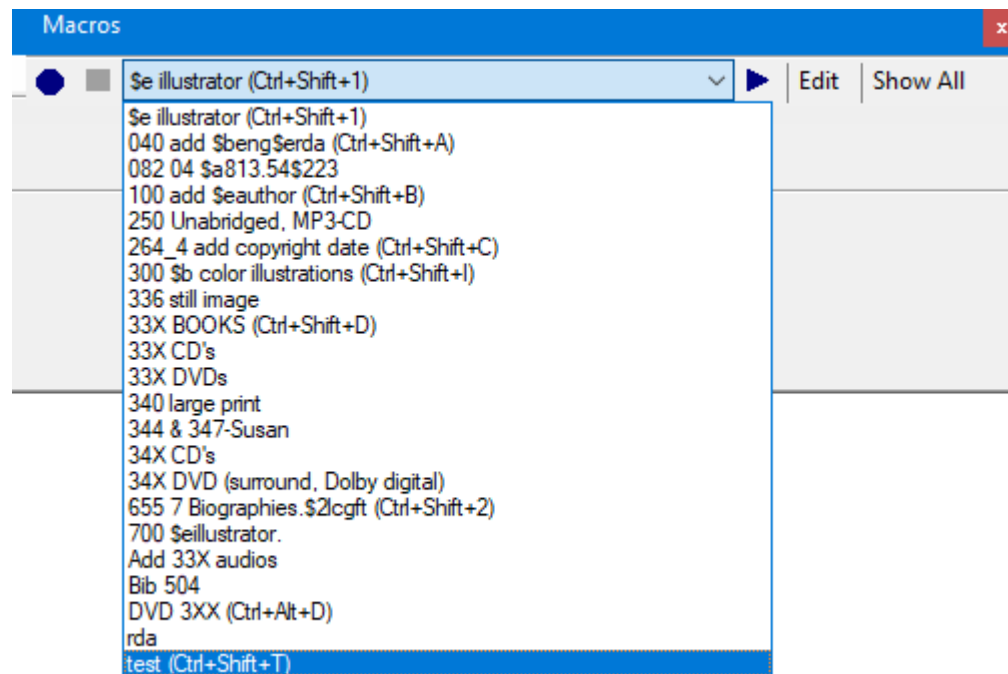 Macros
x
$e illustrator (Ctrl+Shift+1) Edit Show All
$e illustrator (Ctrl+Shift+1)
040 add $beng$erda (Ctrl+Shift+A)
082 04 $a813.54$223
100 add $eauthor (Ctrl+Shift+B)
250 Unabridged, MP3-CD
264_4 add copyright date (Ctrl+Shift+C)
300 $b color illustrations (Ctrl+Shift+I)
336 still image
33X BOOKS (Ctrl+Shift+D)
33X CD's
33X DVDs
340 large print
344 & 347-Susan
34X CD's
34X DVD (surround, Dolby digital)
655 7 Biographies.$2lcgft (Ctrl+Shift+2)
700 $eillustrator.
Add 33X audios
Bib 504
DVD 3XX (Ctrl+Alt+D)
rda
test (Ctrl+Shift+T)